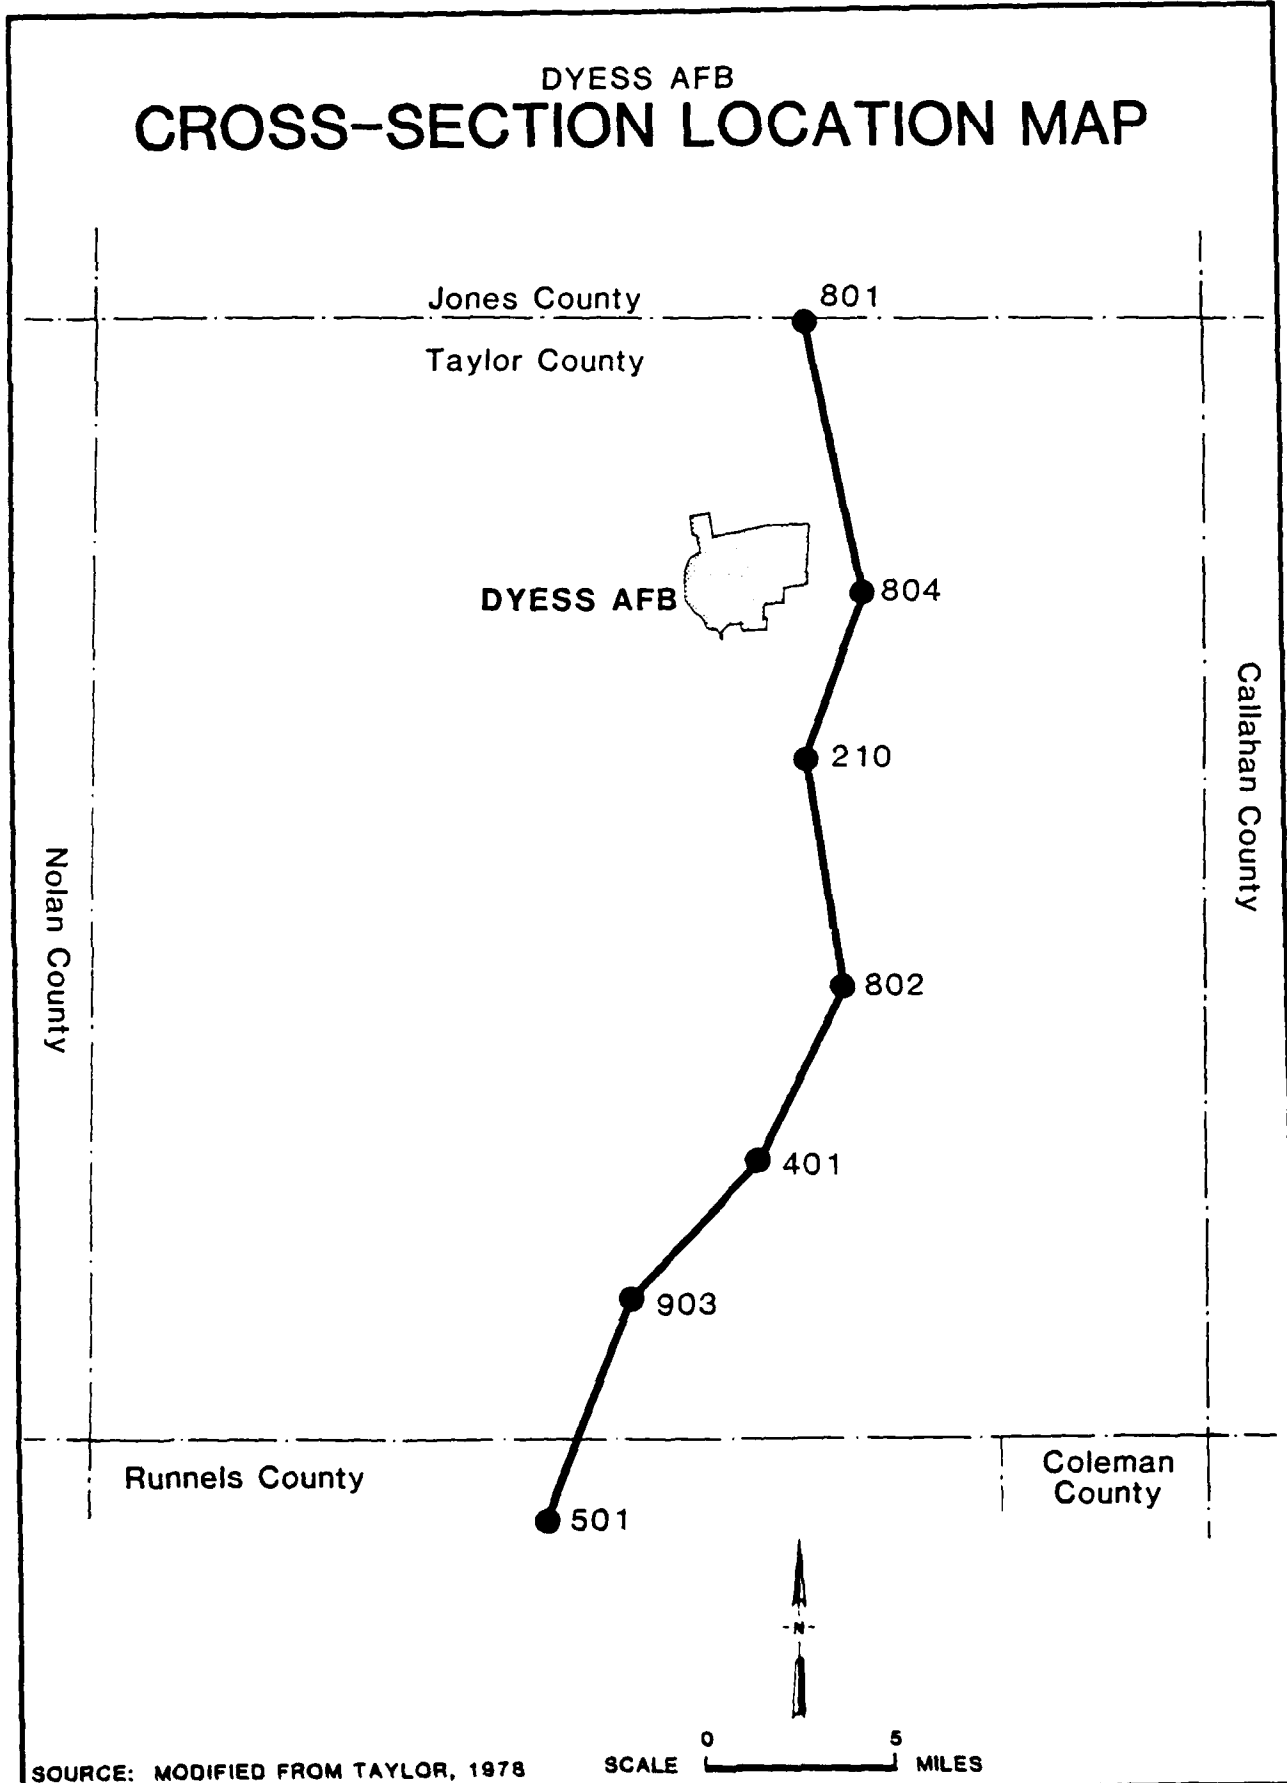 DYESS AFB
CROSS-SECTION LOCATION MAP
Jones County
801
Taylor County
DYESS AFB
804
210
Callahan County
Nolan County
802
401
903
Runnels County
Coleman
County
501
-N-
0 5
SCALE MILES
SOURCE: MODIFIED FROM TAYLOR, 1978